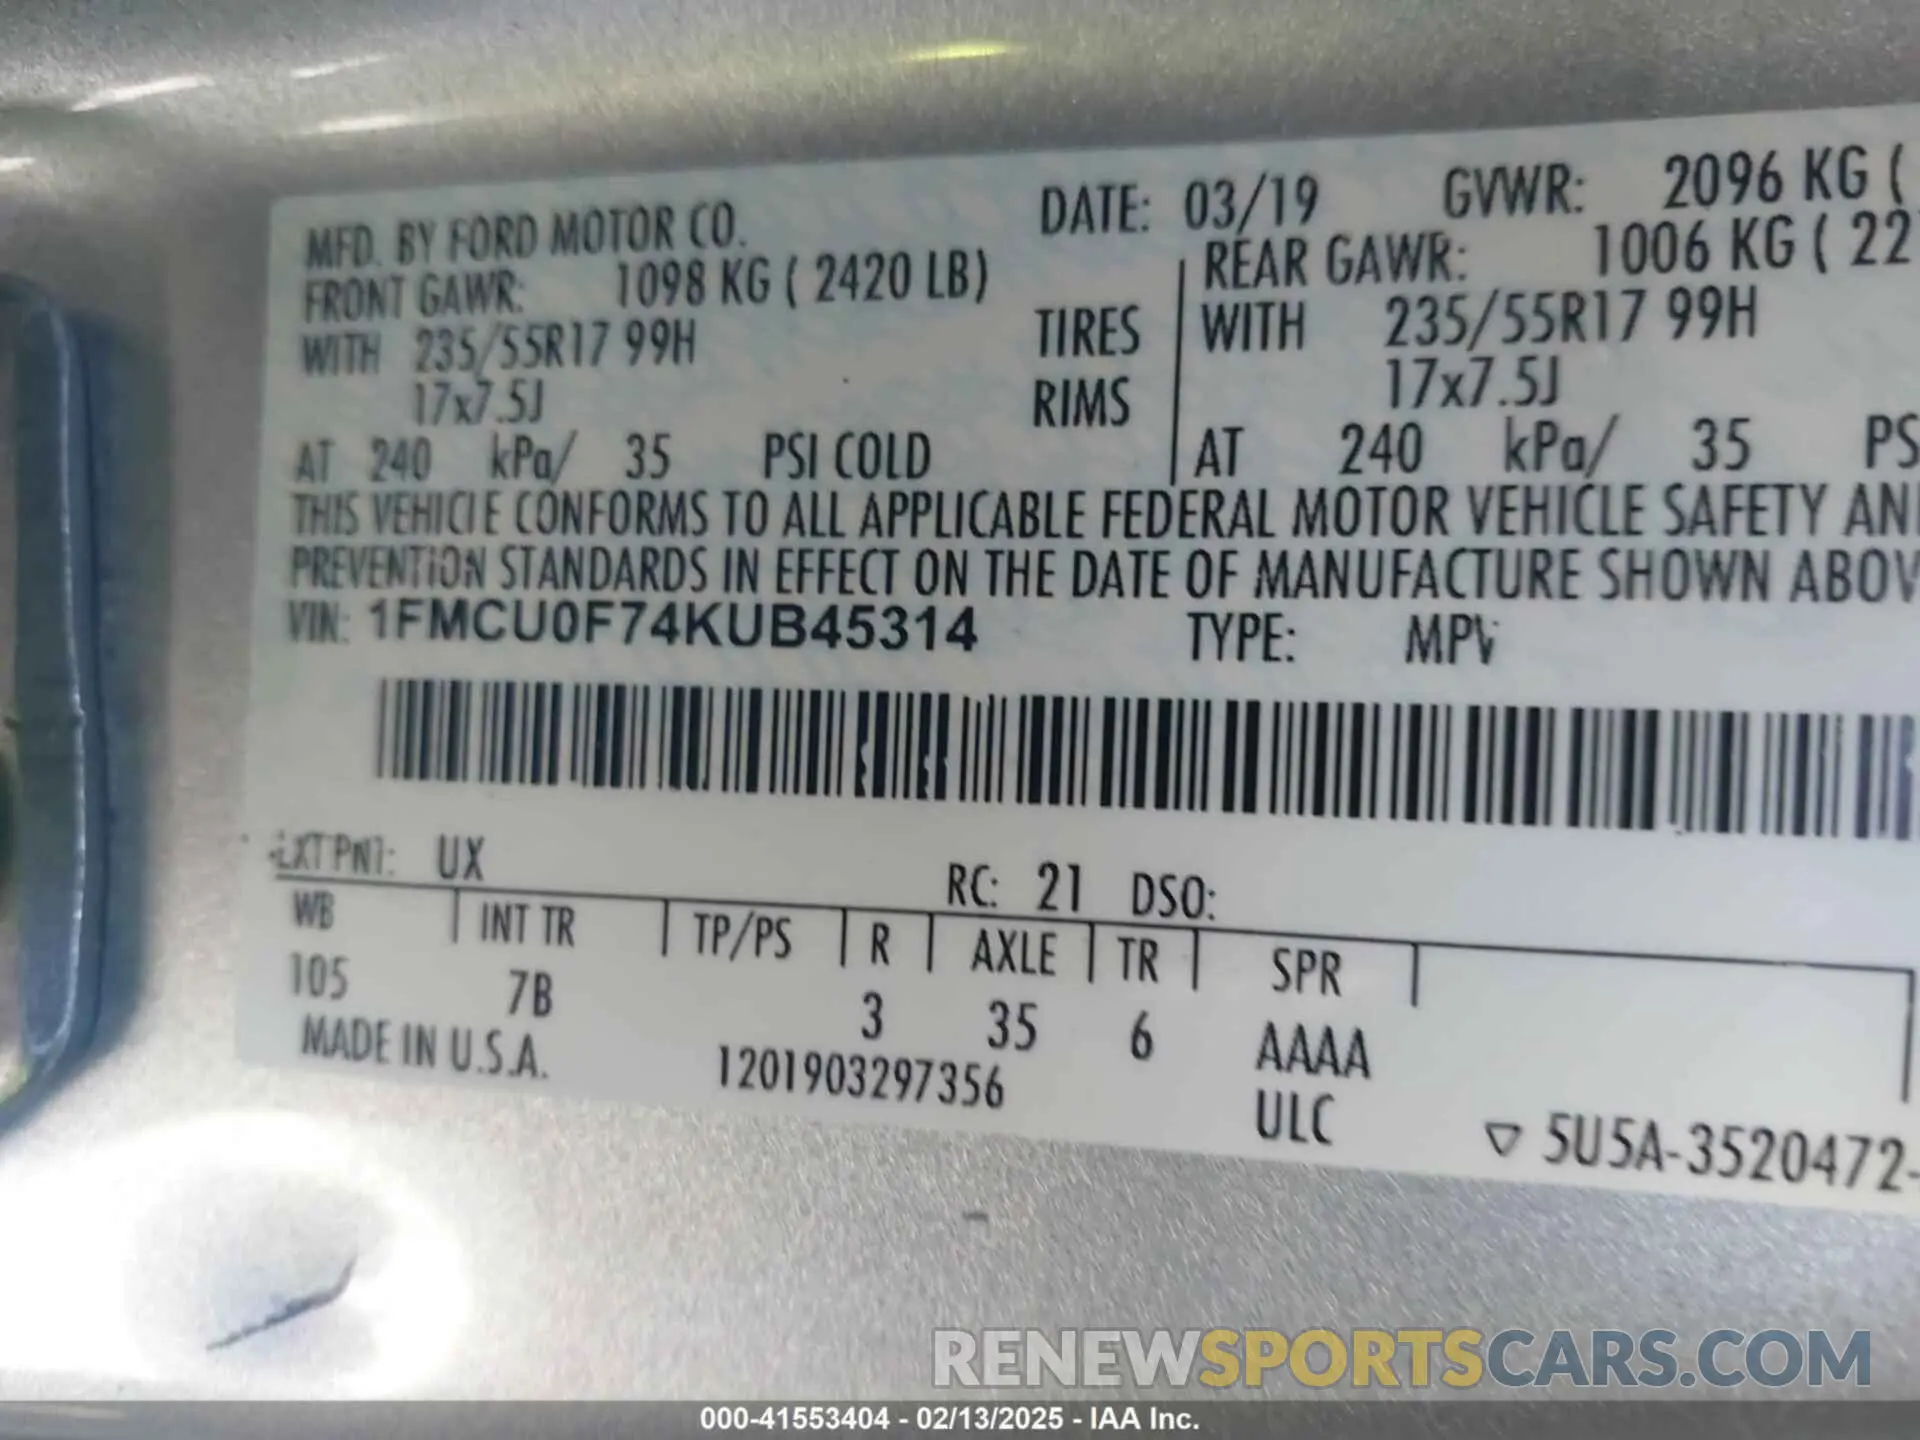 MFD. BY FORD MOTOR CO. DATE: 03/19 GVWR: 2096 KG (
FRONT GAWR: 1098 KG ( 2420 LB) REAR GAWR: 1006 KG ( 22
WITH 235/55R17 99H TIRES WITH 235/55R17 99H
17x7.5J RIMS 17x7.5J
AT 240 kPa/ 35 PSI COLD AT 240 kPa/ 35 PS
THIS VEHICLE CONFORMS TO ALL APPLICABLE FEDERAL MOTOR VEHICLE SAFETY AN
PREVENTION STANDARDS IN EFFECT ON THE DATE OF MANUFACTURE SHOWN ABOV
VIN: 1FMCU0F74KUB45314 TYPE: MPV
EXT PNT: UX RC: 21 DSO:
WB INT TR TP/PS R AXLE TR SPR
105 7B 3 35 6 AAAA
MADE IN U.S.A. 1201903297356 ULC
▽ 5U5A-3520472-
RENEWSPORTSCARS.COM
000-41553404 - 02/13/2025 - IAA Inc.